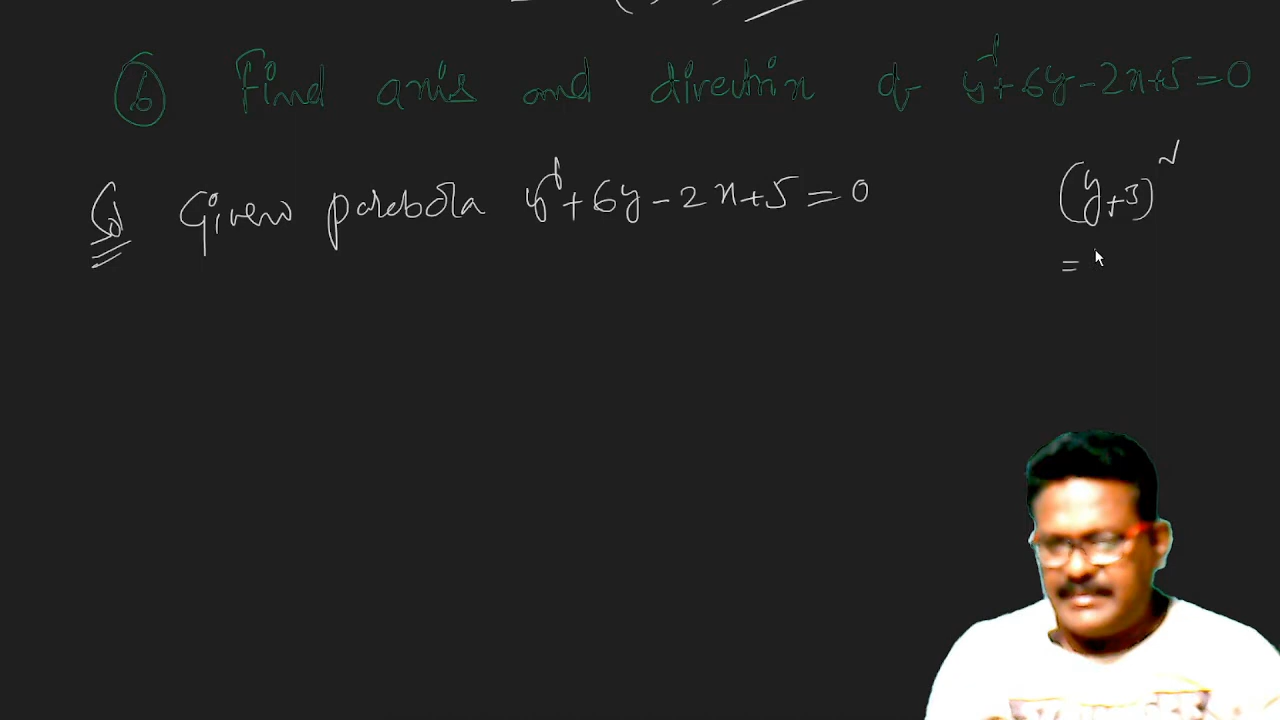 6 Find axis and directrix of y²+6y-2x+5=0
Sol Given parabola y²+6y-2x+5=0
(y+3)²
=